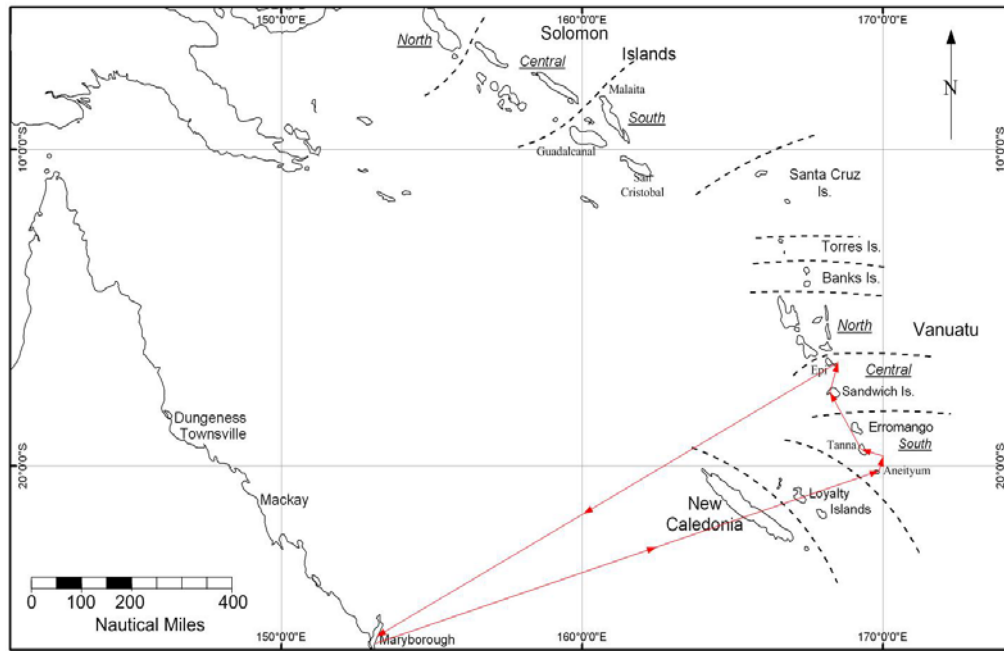 150°0'0"E
160°0'0"E
170°0'0"E
North
Solomon
Islands
Central
Malaita
South
N
10°0'0"S
10°0'0"S
Guadalcanal
San
Cristobal
Santa Cruz
Is.
Torres Is.
Banks Is.
North
Vanuatu
Epi
Central
Sandwich Is.
Dungeness
Townsville
Erromango
Tanna
South
20°0'0"S
Aneityum
20°0'0"S
Mackay
New
Caledonia
Loyalty
Islands
0 100 200 400
Nautical Miles
150°0'0"E
Maryborough
160°0'0"E
170°0'0"E